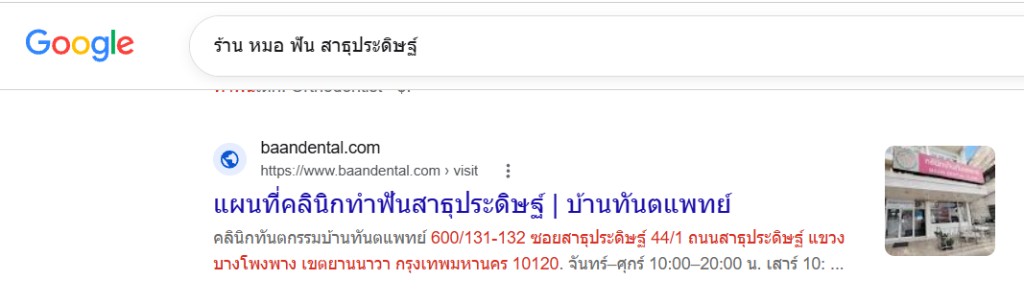 Google
ร้าน หมอ ฟัน สาธุประดิษฐ์
baandental.com
https://www.baandental.com › visit
แผนที่คลินิกทำฟันสาธุประดิษฐ์ | บ้านทันตแพทย์
คลินิกทันตกรรมบ้านทันตแพทย์ 600/131-132 ซอยสาธุประดิษฐ์ 44/1 ถนนสาธุประดิษฐ์ แขวง
บางโพงพาง เขตยานนาวา กรุงเทพมหานคร 10120. จันทร์–ศุกร์ 10:00–20:00 น. เสาร์ 10: ...